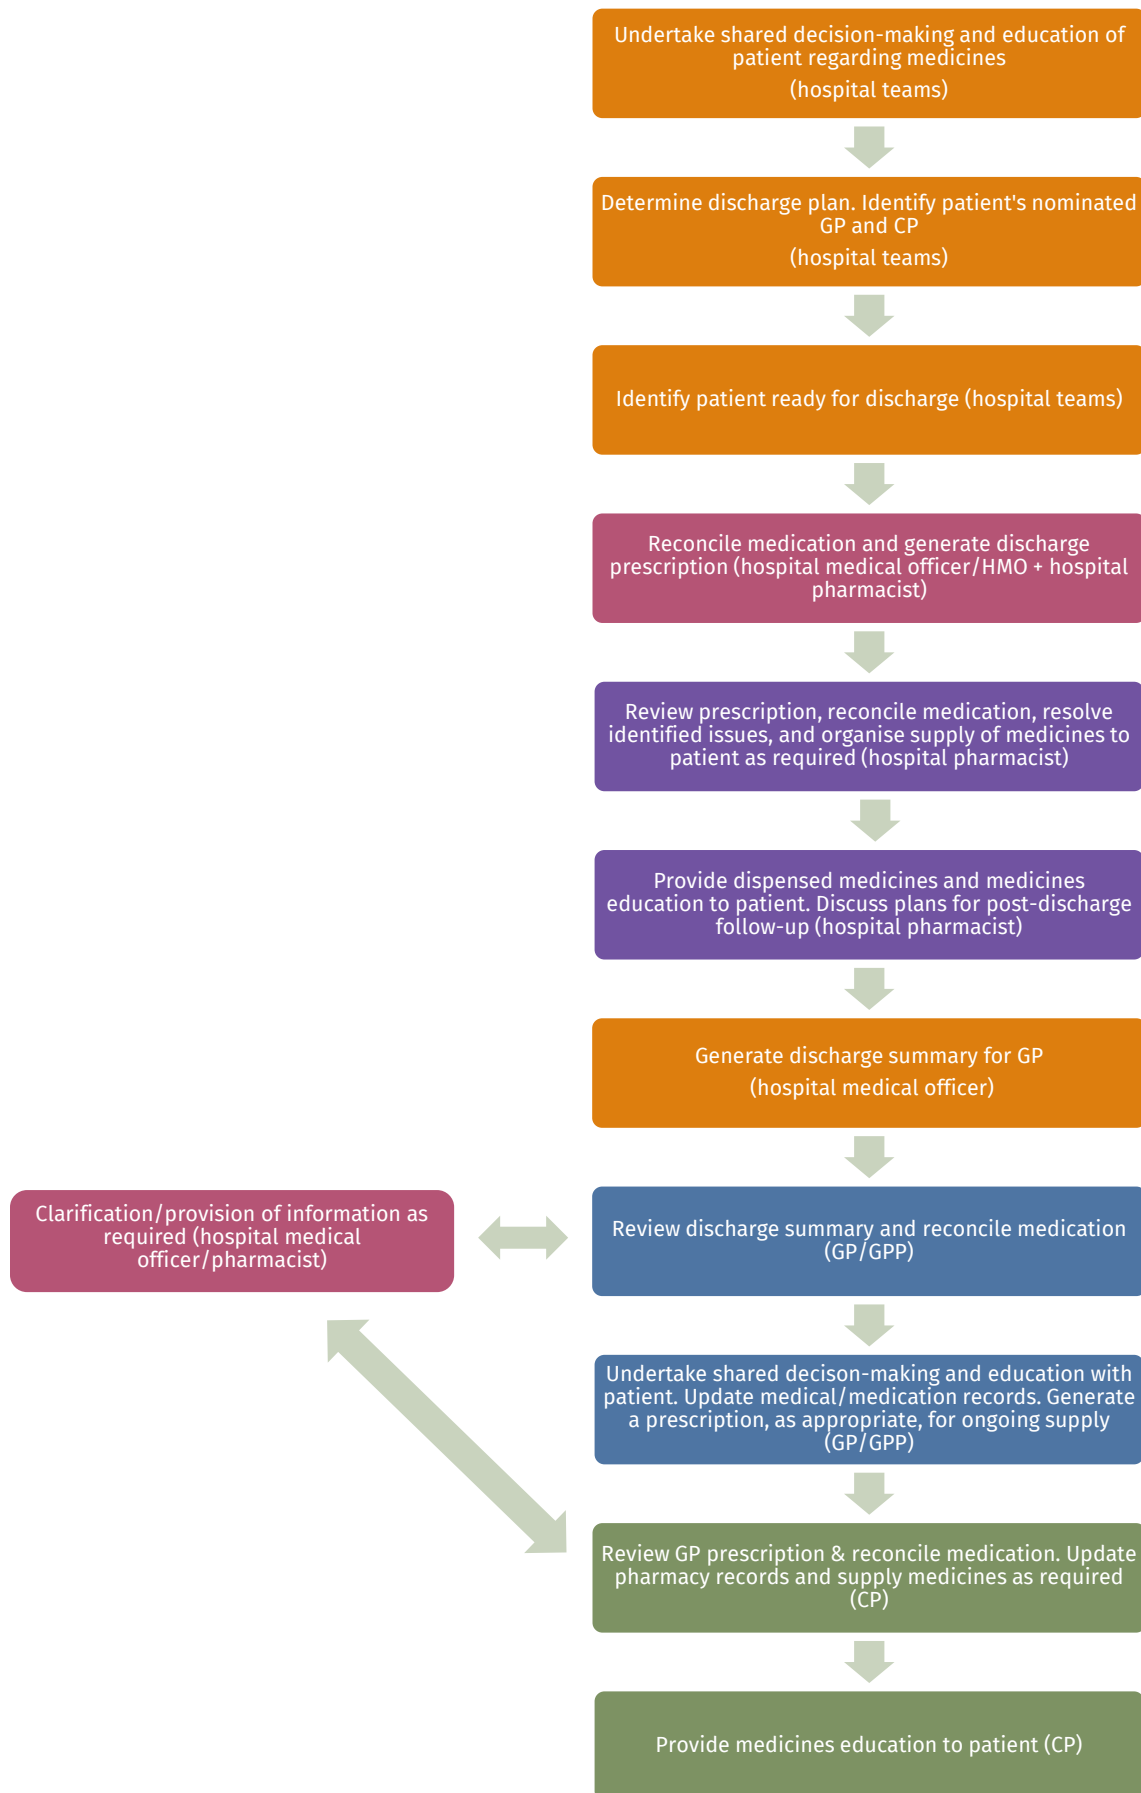 Undertake shared decision-making and education of
patient regarding medicines
(hospital teams)
Determine discharge plan. Identify patient's nominated
GP and CP
(hospital teams)
Identify patient ready for discharge (hospital teams)
Reconcile medication and generate discharge
prescription (hospital medical officer/HMO + hospital
pharmacist)
Review prescription, reconcile medication, resolve
identified issues, and organise supply of medicines to
patient as required (hospital pharmacist)
Provide dispensed medicines and medicines
education to patient. Discuss plans for post-discharge
follow-up (hospital pharmacist)
Generate discharge summary for GP
(hospital medical officer)
Clarification/provision of information as
required (hospital medical
officer/pharmacist)
Review discharge summary and reconcile medication
(GP/GPP)
Undertake shared decison-making and education with
patient. Update medical/medication records. Generate
a prescription, as appropriate, for ongoing supply
(GP/GPP)
Review GP prescription & reconcile medication. Update
pharmacy records and supply medicines as required
(CP)
Provide medicines education to patient (CP)